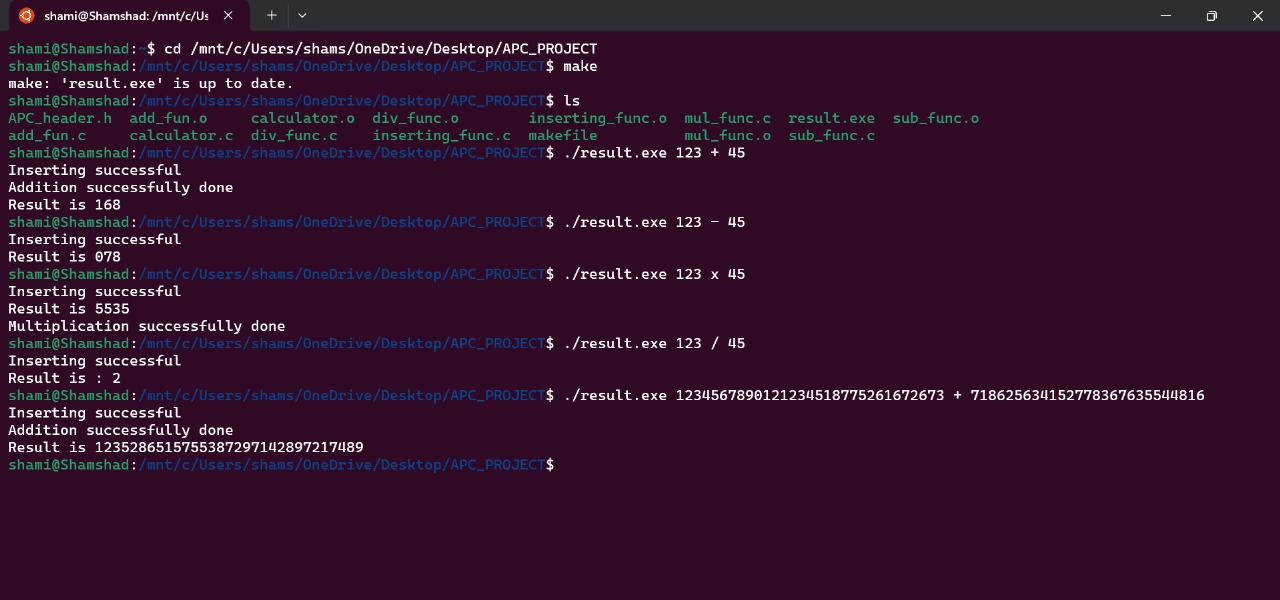 shami@Shamshad: /mnt/c/Us
shami@Shamshad:~$ cd /mnt/c/Users/shams/OneDrive/Desktop/APC_PROJECT
shami@Shamshad:/mnt/c/Users/shams/OneDrive/Desktop/APC_PROJECT$ make
make: 'result.exe' is up to date.
shami@Shamshad:/mnt/c/Users/shams/OneDrive/Desktop/APC_PROJECT$ ls
APC_header.h  add_fun.o     calculator.o  div_func.o        inserting_func.o  mul_func.c  result.exe  sub_func.o
add_fun.c     calculator.c  div_func.c    inserting_func.c  makefile          mul_func.o  sub_func.c
shami@Shamshad:/mnt/c/Users/shams/OneDrive/Desktop/APC_PROJECT$ ./result.exe 123 + 45
Inserting successful
Addition successfully done
Result is 168
shami@Shamshad:/mnt/c/Users/shams/OneDrive/Desktop/APC_PROJECT$ ./result.exe 123 - 45
Inserting successful
Result is 078
shami@Shamshad:/mnt/c/Users/shams/OneDrive/Desktop/APC_PROJECT$ ./result.exe 123 x 45
Inserting successful
Result is 5535
Multiplication successfully done
shami@Shamshad:/mnt/c/Users/shams/OneDrive/Desktop/APC_PROJECT$ ./result.exe 123 / 45
Inserting successful
Result is : 2
shami@Shamshad:/mnt/c/Users/shams/OneDrive/Desktop/APC_PROJECT$ ./result.exe 1234567890121234518775261672673 + 718625634152778367635544816
Inserting successful
Addition successfully done
Result is 1235286515755387297142897217489
shami@Shamshad:/mnt/c/Users/shams/OneDrive/Desktop/APC_PROJECT$